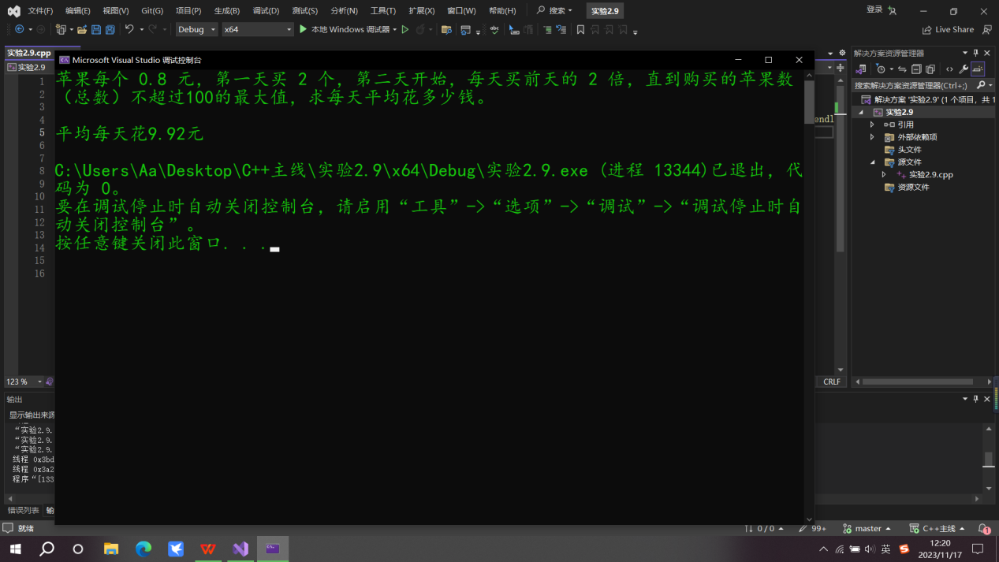 文件(F) 编辑(E) 视图(V) Git(G) 项目(P) 生成(B) 调试(D) 测试(S) 分析(N) 工具(T) 扩展(X) 窗口(W) 帮助(H) 搜索 实验2.9 登录
Debug x64 本地 Windows 调试器 Live Share
实验2.9.cpp
实验2.9
Microsoft Visual Studio 调试控制台
苹果每个 0.8 元，第一天买 2 个，第二天开始，每天买前天的 2 倍，直到购买的苹果数
（总数）不超过100的最大值，求每天平均花多少钱。
平均每天花9.92元
C:\Users\Aa\Desktop\C++主线\实验2.9\x64\Debug\实验2.9.exe (进程 13344)已退出，代
码为 0。
要在调试停止时自动关闭控制台，请启用“工具”->“选项”->“调试”->“调试停止时自
动关闭控制台”。
按任意键关闭此窗口. . .
1
2
3
4
5
6
7
8
9
10
11
12
13
14
15
16
endl
解决方案资源管理器
搜索解决方案资源管理器(Ctrl+;)
解决方案 '实验2.9' (1 个项目，共 1
实验2.9
引用
外部依赖项
头文件
源文件
实验2.9.cpp
资源文件
123 % CRLF
输出
显示输出来源
“实验2.9.
“实验2.9.
“实验2.9.
线程 0x3bd
线程 0x3a2
程序“[133
错误列表 输
就绪 0 / 0 99+ master C++主线 1
英 12:20
2023/11/17